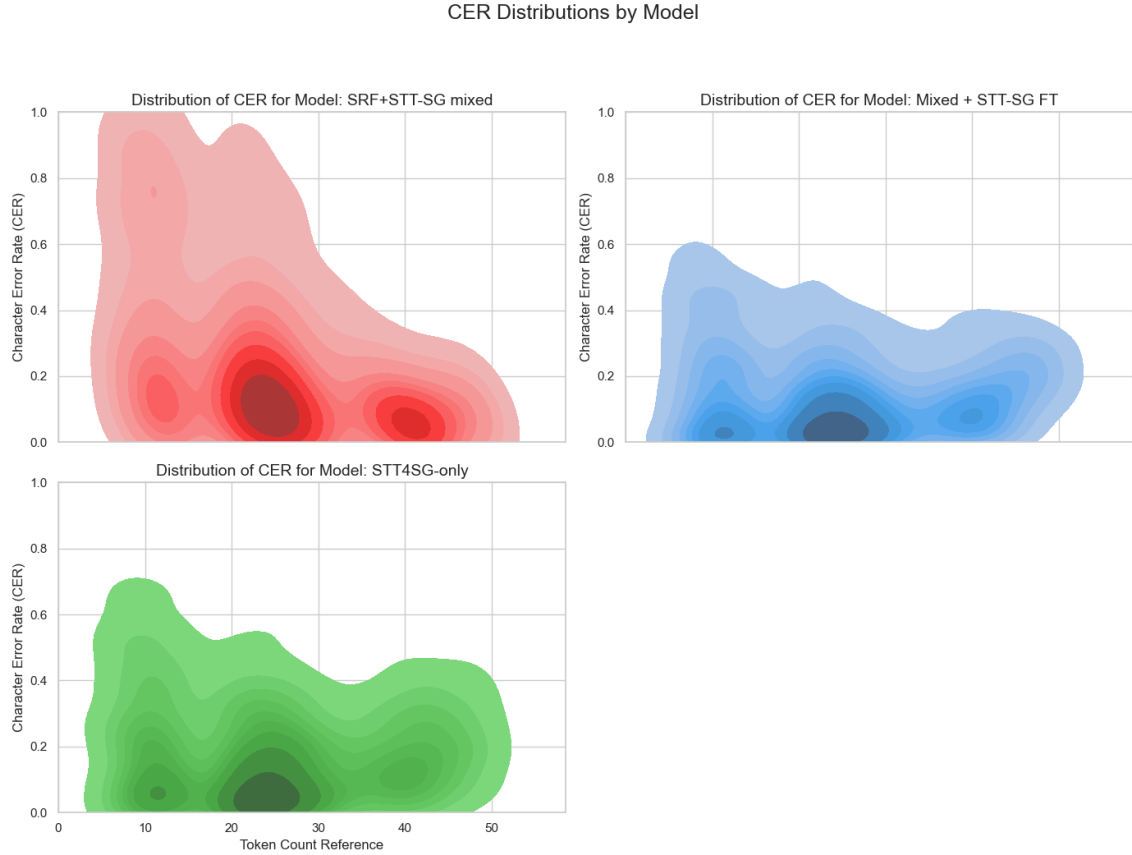 CER Distributions by Model
Distribution of CER for Model: SRF+STT-SG mixed
1.0
0.8
0.6
0.4
0.2
0.0
Character Error Rate (CER)
Distribution of CER for Model: Mixed + STT-SG FT
1.0
0.8
0.6
0.4
0.2
0.0
Character Error Rate (CER)
Distribution of CER for Model: STT4SG-only
1.0
0.8
0.6
0.4
0.2
0.0
Character Error Rate (CER)
0 10 20 30 40 50
Token Count Reference